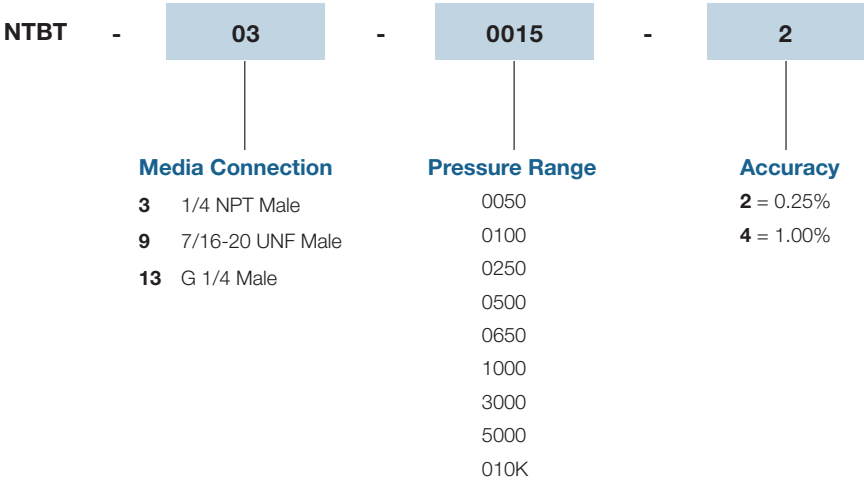 NTBT - 03 - 0015 - 2
Media Connection
3 1/4 NPT Male
9 7/16-20 UNF Male
13 G 1/4 Male
Pressure Range
0050
0100
0250
0500
0650
1000
3000
5000
010K
Accuracy
2 = 0.25%
4 = 1.00%